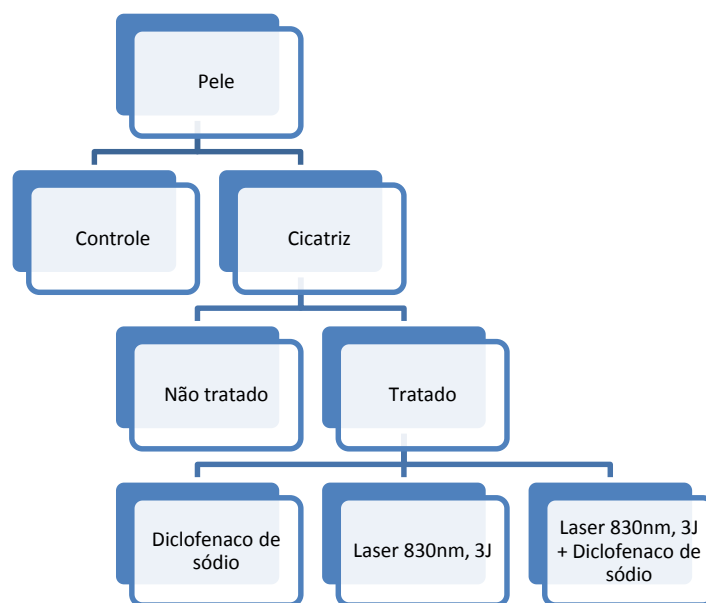 Pele
Controle
Cicatriz
Não tratado
Tratado
Diclofenaco de
sódio
Laser 830nm, 3J
Laser 830nm, 3J
+ Diclofenaco de
sódio